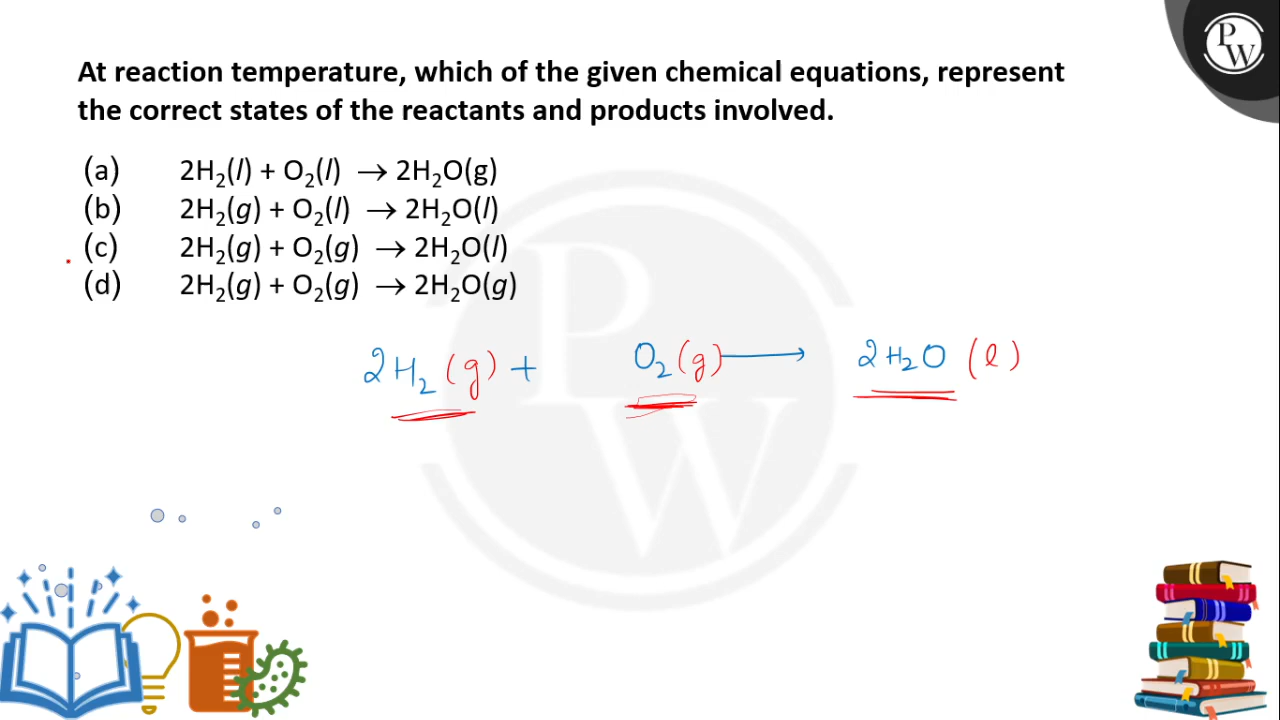 P
W
At reaction temperature, which of the given chemical equations, represent
the correct states of the reactants and products involved.
(a) 2H₂(l) + O₂(l) → 2H₂O(g)
(b) 2H₂(g) + O₂(l) → 2H₂O(l)
(c) 2H₂(g) + O₂(g) → 2H₂O(l)
(d) 2H₂(g) + O₂(g) → 2H₂O(g)
2H₂ (g) + O₂ (g) → 2H₂O (l)
P
W